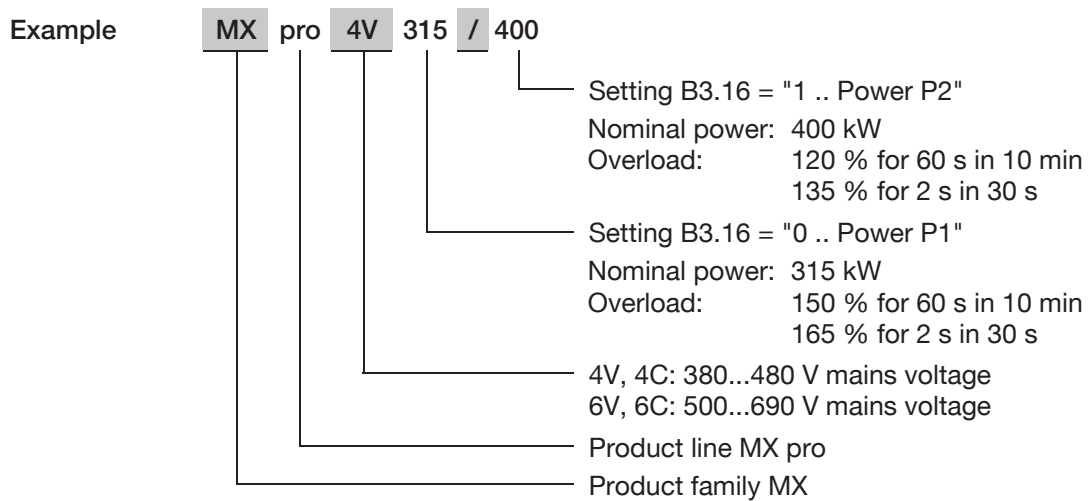 Example MX pro 4V 315 / 400
Setting B3.16 = "1 .. Power P2"
Nominal power: 400 kW
Overload: 120 % for 60 s in 10 min
135 % for 2 s in 30 s
Setting B3.16 = "0 .. Power P1"
Nominal power: 315 kW
Overload: 150 % for 60 s in 10 min
165 % for 2 s in 30 s
4V, 4C: 380...480 V mains voltage
6V, 6C: 500...690 V mains voltage
Product line MX pro
Product family MX